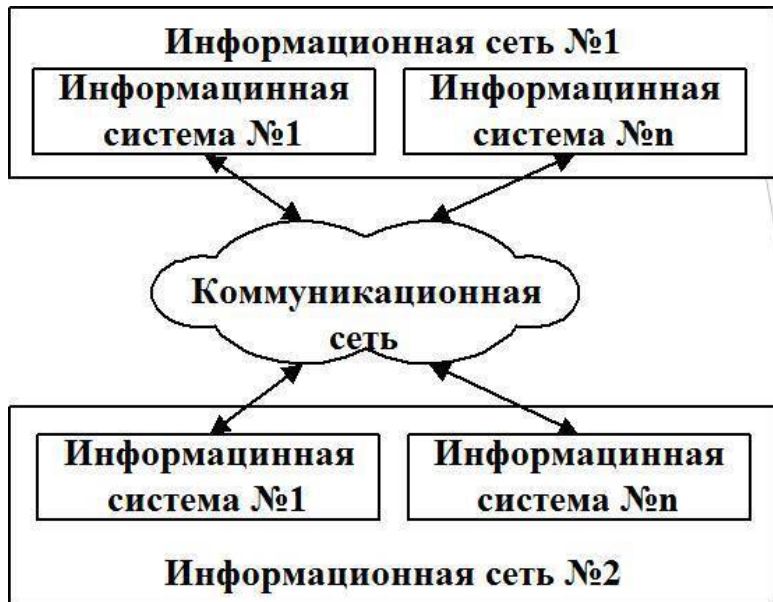 Информационная сеть №1
Информацинная
система №1
Информацинная
система №n
Коммуникационная
сеть
Информацинная
система №1
Информацинная
система №n
Информационная сеть №2